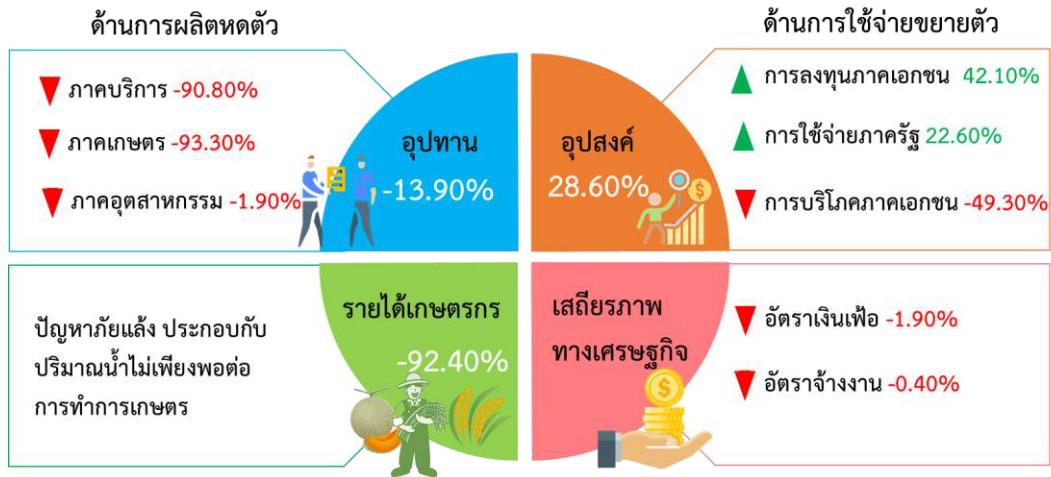 ด้านการผลิตหดตัว
ภาคบริการ -90.80%
ภาคเกษตร -93.30%
ภาคอุตสาหกรรม -1.90%
อุปทาน
-13.90%
ด้านการใช้จ่ายขยายตัว
อุปสงค์
28.60%
การลงทุนภาคเอกชน 42.10%
การใช้จ่ายภาครัฐ 22.60%
การบริโภคภาคเอกชน -49.30%
ปัญหาภัยแล้ง ประกอบกับ
ปริมาณน้ำไม่เพียงพอต่อ
การทำการเกษตร
รายได้เกษตรกร
-92.40%
เสถียรภาพ
ทางเศรษฐกิจ
อัตราเงินเฟ้อ -1.90%
อัตราจ้างงาน -0.40%